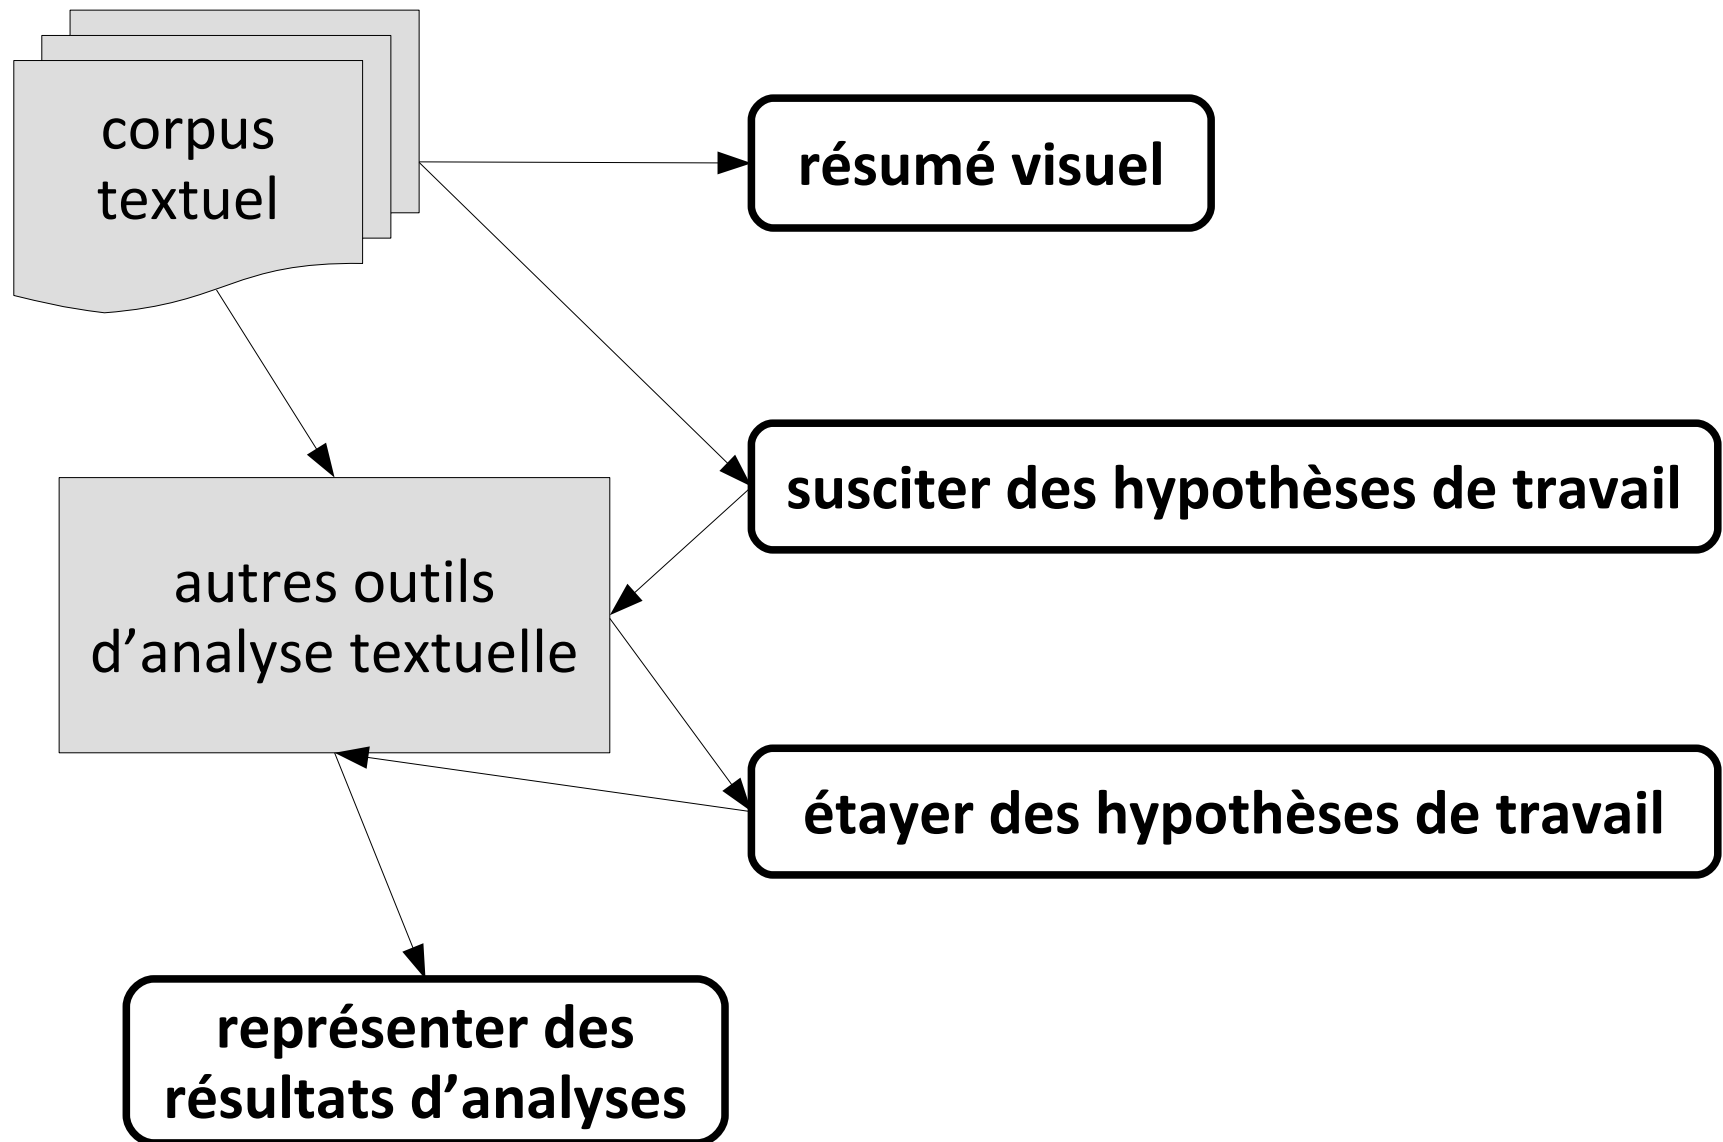 corpus
textuel
résumé visuel
susciter des hypothèses de travail
autres outils
d’analyse textuelle
étayer des hypothèses de travail
représenter des
résultats d’analyses